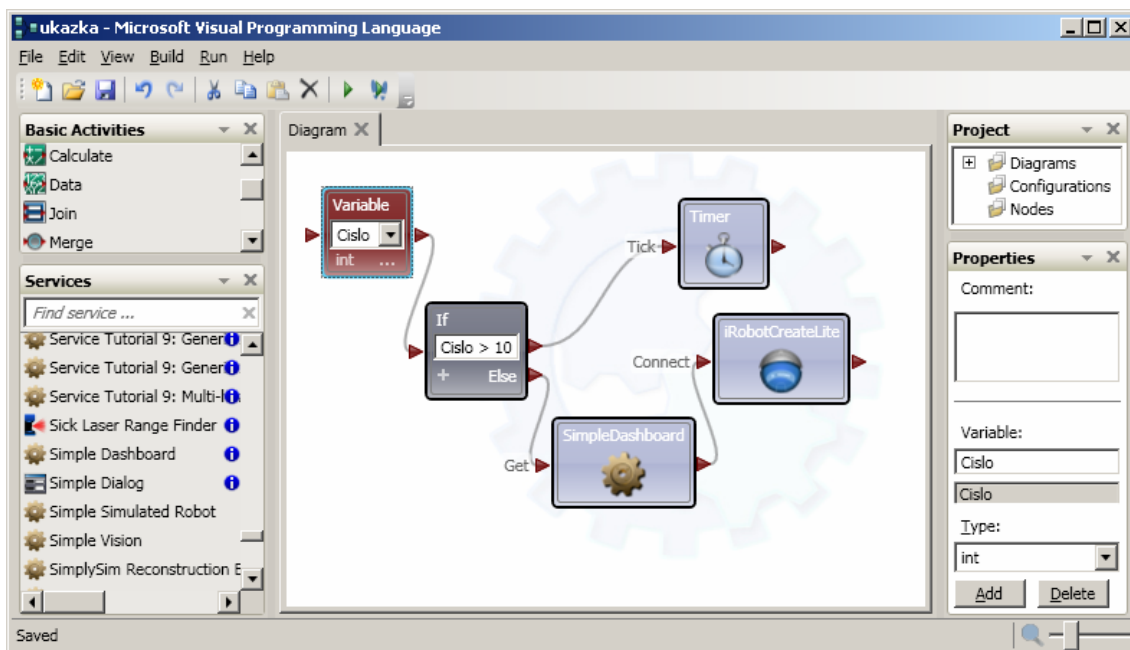 ukazka - Microsoft Visual Programming Language
File Edit View Build Run Help
Basic Activities
Calculate
Data
Join
Merge
Services
Find service ...
Service Tutorial 9: Gener
Service Tutorial 9: Gener
Service Tutorial 9: Multi-
Sick Laser Range Finder
Simple Dashboard
Simple Dialog
Simple Simulated Robot
Simple Vision
SimplySim Reconstruction E
Diagram
Variable
Cislo
int ...
If
Cislo > 10
+ Else
Tick
Timer
Connect
iRobotCreateLite
Get
SimpleDashboard
Project
Diagrams
Configurations
Nodes
Properties
Comment:
Variable:
Cislo
Cislo
Type:
int
Add Delete
Saved